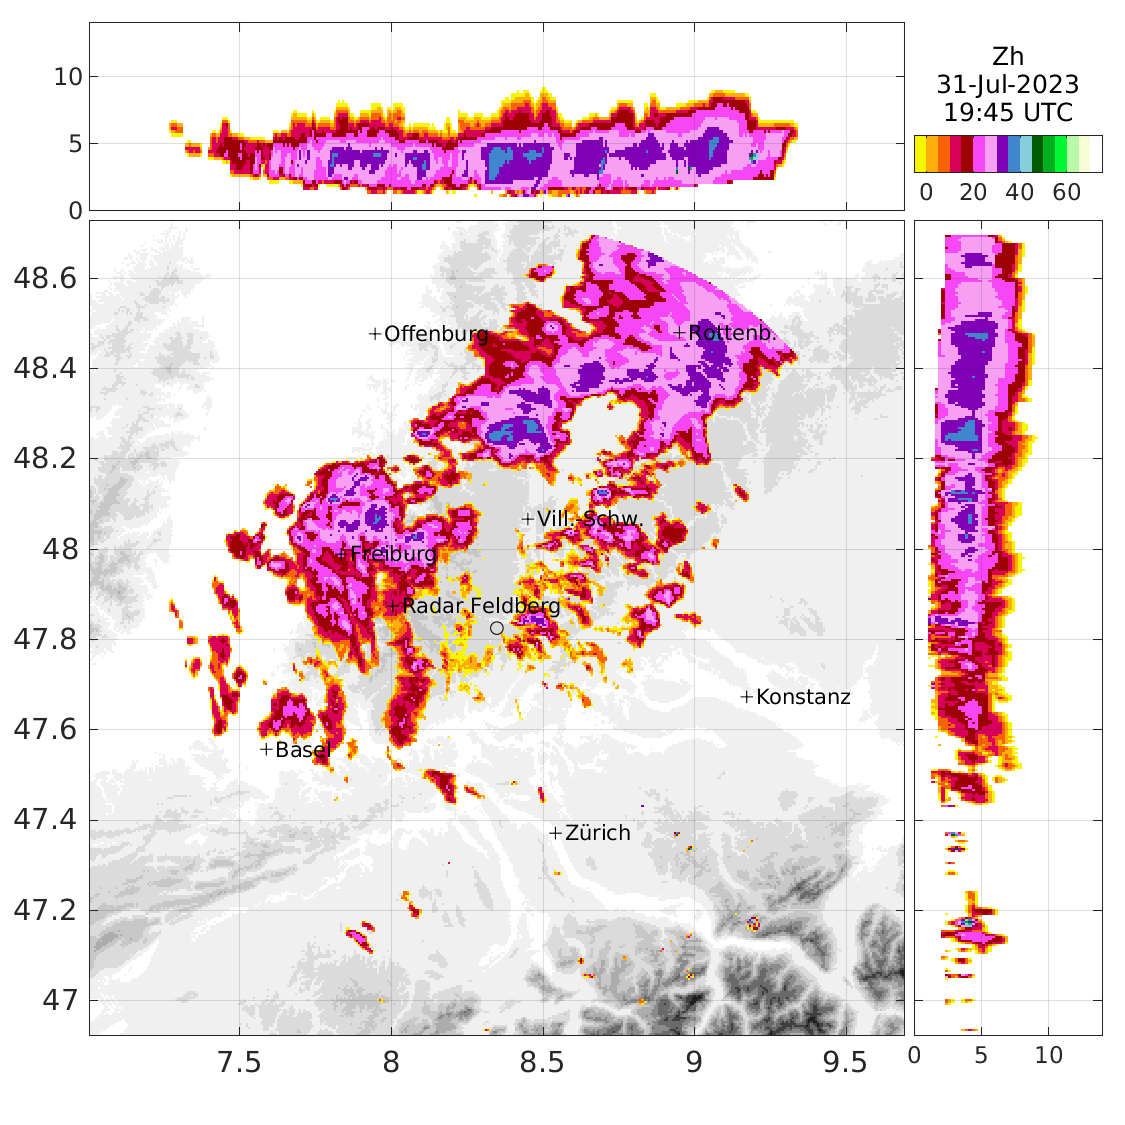 10
5
0
Zh
31-Jul-2023
19:45 UTC
0 20 40 60
48.6
48.4
48.2
48
47.8
47.6
47.4
47.2
47
Offenburg
Rottenb.
Vill.-Schw.
Freiburg
Radar Feldberg
Konstanz
Basel
Zürich
7.5 8 8.5 9 9.5
0 5 10